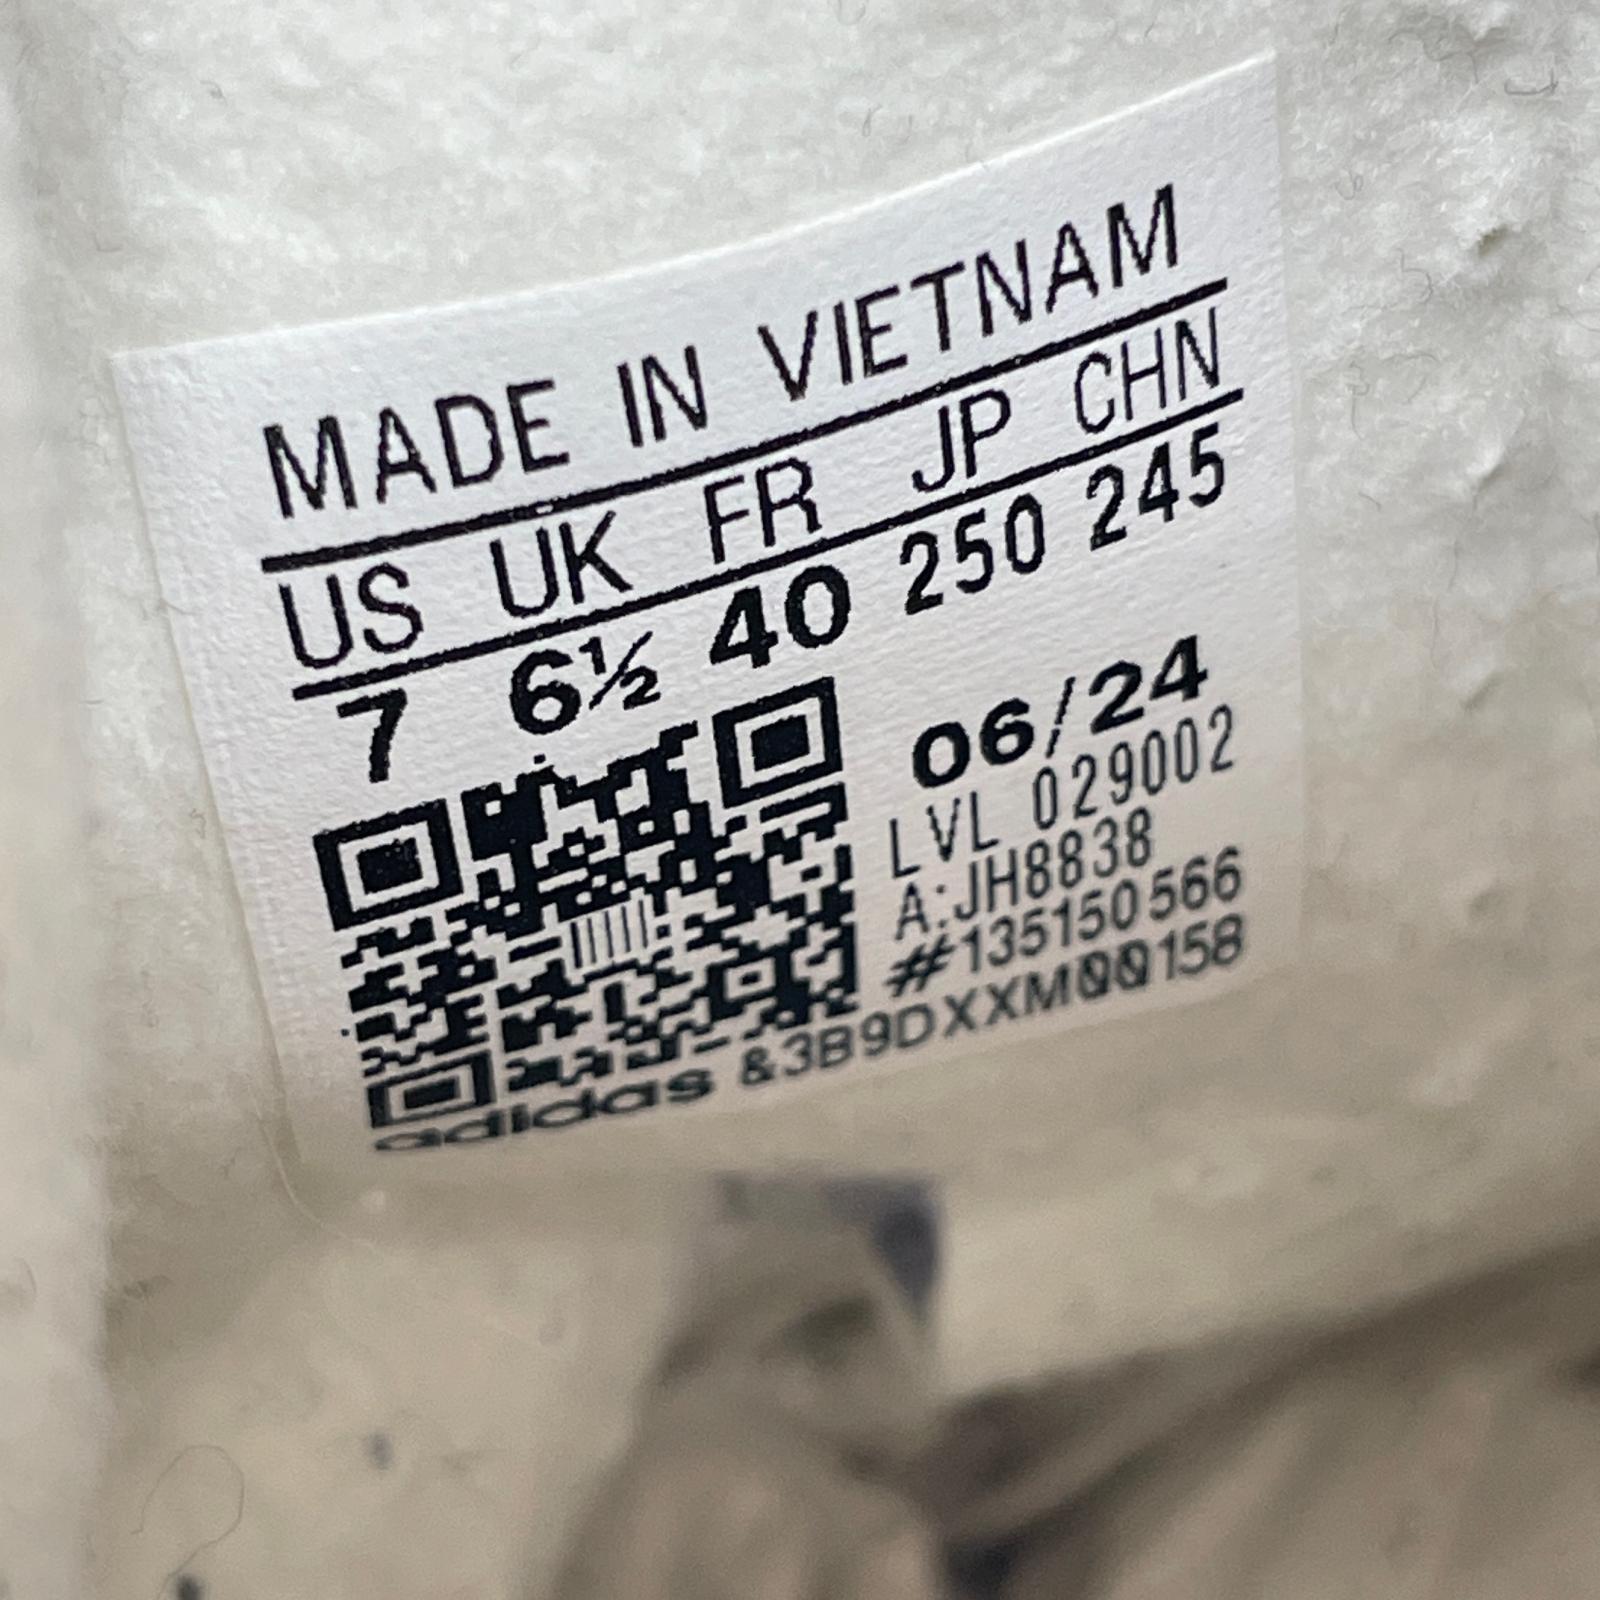 MADE IN VIETNAM
US UK FR JP CHN
7 6½ 40 250 245
06/24
LVL 029002
A:JH8838
#135150566
adidas &3B9DXXM00158